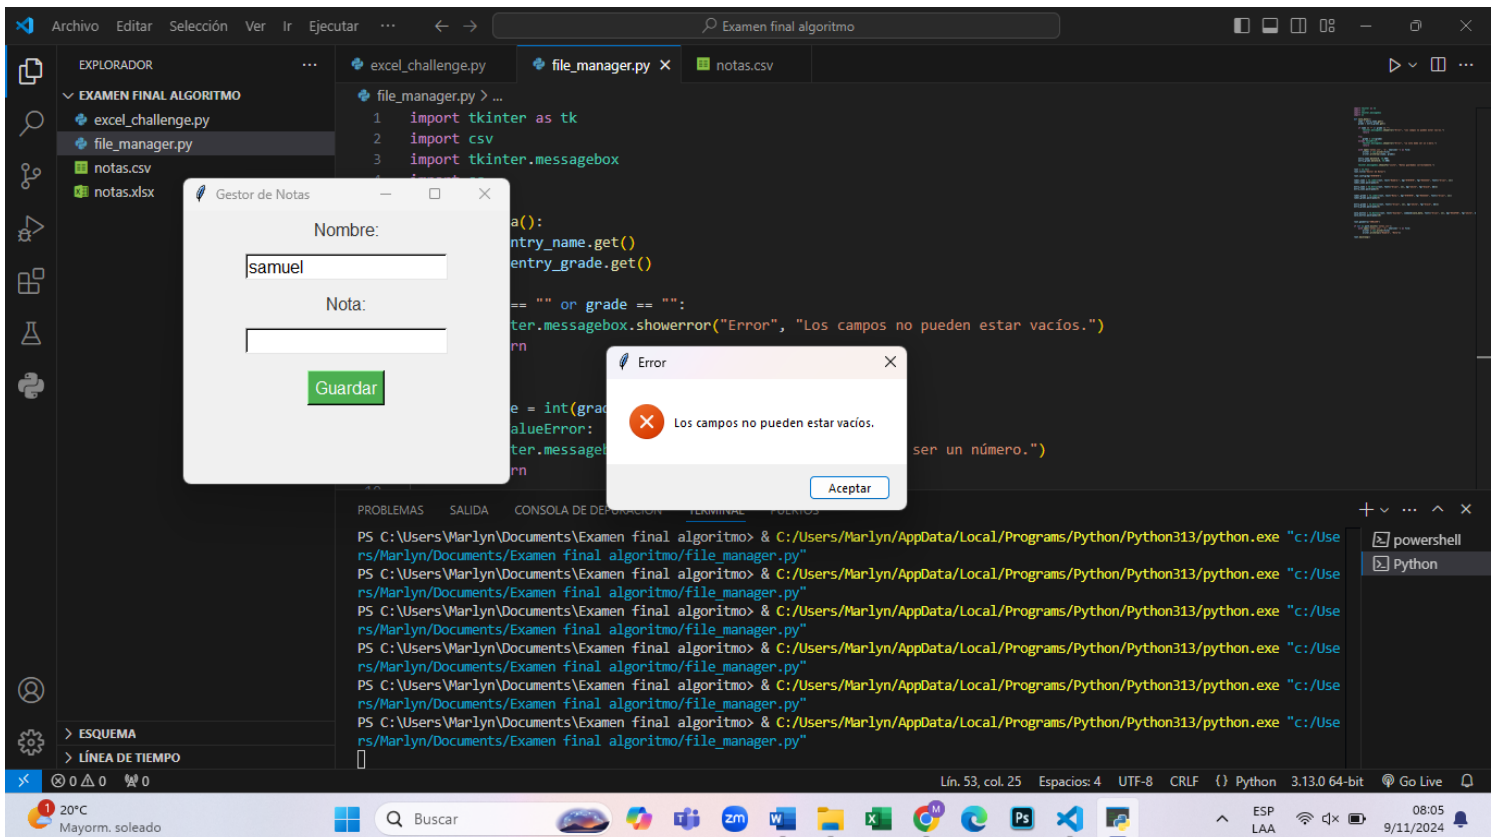 Archivo Editar Selección Ver Ir Ejecutar ··· Examen final algoritmo
EXPLORADOR ···
EXAMEN FINAL ALGORITMO
excel_challenge.py
file_manager.py
notas.csv
notas.xlsx
ESQUEMA
LÍNEA DE TIEMPO
excel_challenge.py file_manager.py notas.csv
file_manager.py > ...
1 import tkinter as tk
2 import csv
3 import tkinter.messagebox
a():
ntry_name.get()
entry_grade.get()
== "" or grade == "":
ter.messagebox.showerror("Error", "Los campos no pueden estar vacíos.")
rn
e = int(grad
alueError:
ter.messageb
ser un número.")
rn
Gestor de Notas
Nombre:
samuel
Nota:
Guardar
Error
Los campos no pueden estar vacíos.
Aceptar
PROBLEMAS SALIDA CONSOLA DE DEPURACIÓN TERMINAL PUERTOS
PS C:\Users\Marlyn\Documents\Examen final algoritmo> & C:/Users/Marlyn/AppData/Local/Programs/Python/Python313/python.exe "c:/Use
rs/Marlyn/Documents/Examen final algoritmo/file_manager.py"
PS C:\Users\Marlyn\Documents\Examen final algoritmo> & C:/Users/Marlyn/AppData/Local/Programs/Python/Python313/python.exe "c:/Use
rs/Marlyn/Documents/Examen final algoritmo/file_manager.py"
PS C:\Users\Marlyn\Documents\Examen final algoritmo> & C:/Users/Marlyn/AppData/Local/Programs/Python/Python313/python.exe "c:/Use
rs/Marlyn/Documents/Examen final algoritmo/file_manager.py"
PS C:\Users\Marlyn\Documents\Examen final algoritmo> & C:/Users/Marlyn/AppData/Local/Programs/Python/Python313/python.exe "c:/Use
rs/Marlyn/Documents/Examen final algoritmo/file_manager.py"
PS C:\Users\Marlyn\Documents\Examen final algoritmo> & C:/Users/Marlyn/AppData/Local/Programs/Python/Python313/python.exe "c:/Use
rs/Marlyn/Documents/Examen final algoritmo/file_manager.py"
PS C:\Users\Marlyn\Documents\Examen final algoritmo> & C:/Users/Marlyn/AppData/Local/Programs/Python/Python313/python.exe "c:/Use
rs/Marlyn/Documents/Examen final algoritmo/file_manager.py"
powershell
Python
0 0 0 Lín. 53, col. 25 Espacios: 4 UTF-8 CRLF {} Python 3.13.0 64-bit Go Live
1 20°C
Mayorm. soleado
Buscar
zm
Ps
M
ESP
LAA
08:05
9/11/2024